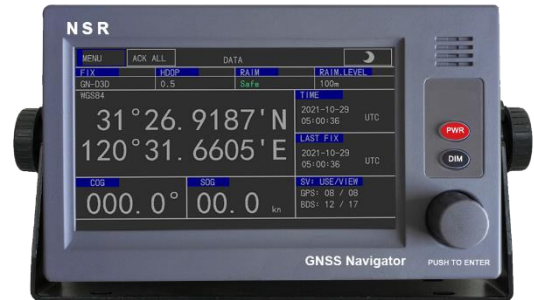 NSR
MENU ACK ALL DATA
FIX HDOP RAIM RAIM.LEVEL
GN-D3D 0.5 Safe 100m
WGS84 TIME
31°26.9187'N 2021-10-29
05:00:36 UTC
120°31.6605'E LAST FIX
2021-10-29
05:00:36 UTC
COG SOG SV: USE/VIEW
000.0° 00.0 kn GPS: 08 / 08
BDS: 12 / 17
PWR
DIM
GNSS Navigator PUSH TO ENTER